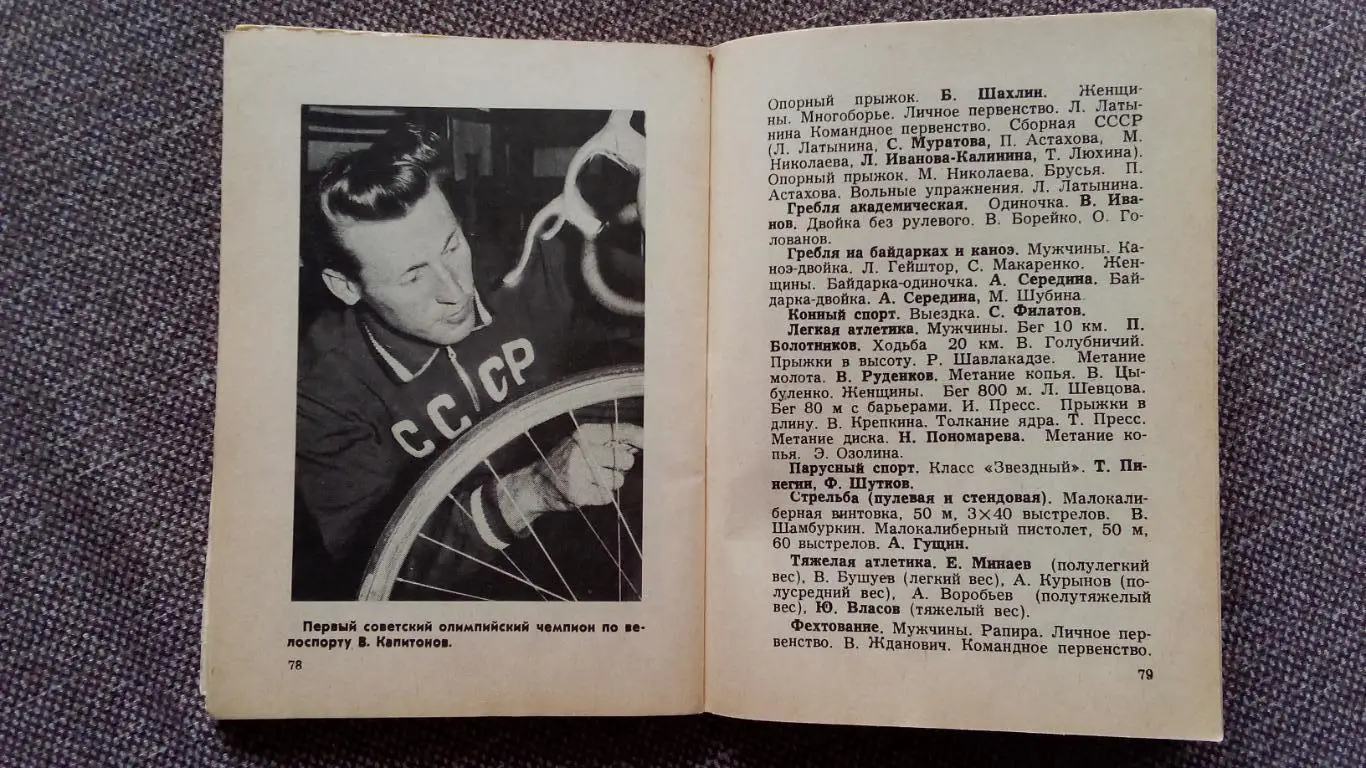 СССР
Первый советский олимпийский чемпион по ве-
лоспорту В. Капитонов.
78
Опорный прыжок. Б. Шахлин. Женщи-
ны. Многоборье. Личное первенство. Л. Латы-
нина Командное первенство. Сборная СССР
(Л. Латынина, С. Муратова, П. Астахова, М.
Николаева, Л. Иванова-Калинина, Т. Люхина).
Опорный прыжок. М. Николаева. Брусья. П.
Астахова. Вольные упражнения. Л. Латынина.
Гребля академическая. Одиночка. В. Ива-
нов. Двойка без рулевого. В. Борейко, О. Го-
лованов.
Гребля на байдарках и каноэ. Мужчины. Ка-
ноэ-двойка. Л. Гейштор, С. Макаренко. Жен-
щины. Байдарка-одиночка. А. Середина. Бай-
дарка-двойка. А. Середина, М. Шубина
Конный спорт. Выездка. С. Филатов.
Легкая атлетика. Мужчины. Бег 10 км. П.
Болотников. Ходьба 20 км. В. Голубничий.
Прыжки в высоту. Р. Шавлакадзе. Метание
молота. В. Руденков. Метание копья. В. Цы-
буленко. Женщины. Бег 800 м. Л. Шевцова.
Бег 80 м с барьерами. И. Пресс. Прыжки в
длину. В. Крепкина. Толкание ядра. Т. Пресс.
Метание диска. Н. Пономарева. Метание ко-
пья. Э. Озолина.
Парусный спорт. Класс «Звездный». Т. Пи-
негин, Ф. Шутков.
Стрельба (пулевая и стендовая). Малокали-
берная винтовка, 50 м, 3×40 выстрелов. В.
Шамбуркин. Малокалиберный пистолет, 50 м,
60 выстрелов. А. Гущин.
Тяжелая атлетика. Е. Минаев (полулегкий
вес), В. Бушуев (легкий вес), А. Курынов (по-
лусредний вес), А. Воробьев (полутяжелый
вес), Ю. Власов (тяжелый вес).
Фехтование. Мужчины. Рапира. Личное пер-
венство. В. Жданович. Командное первенство.
79